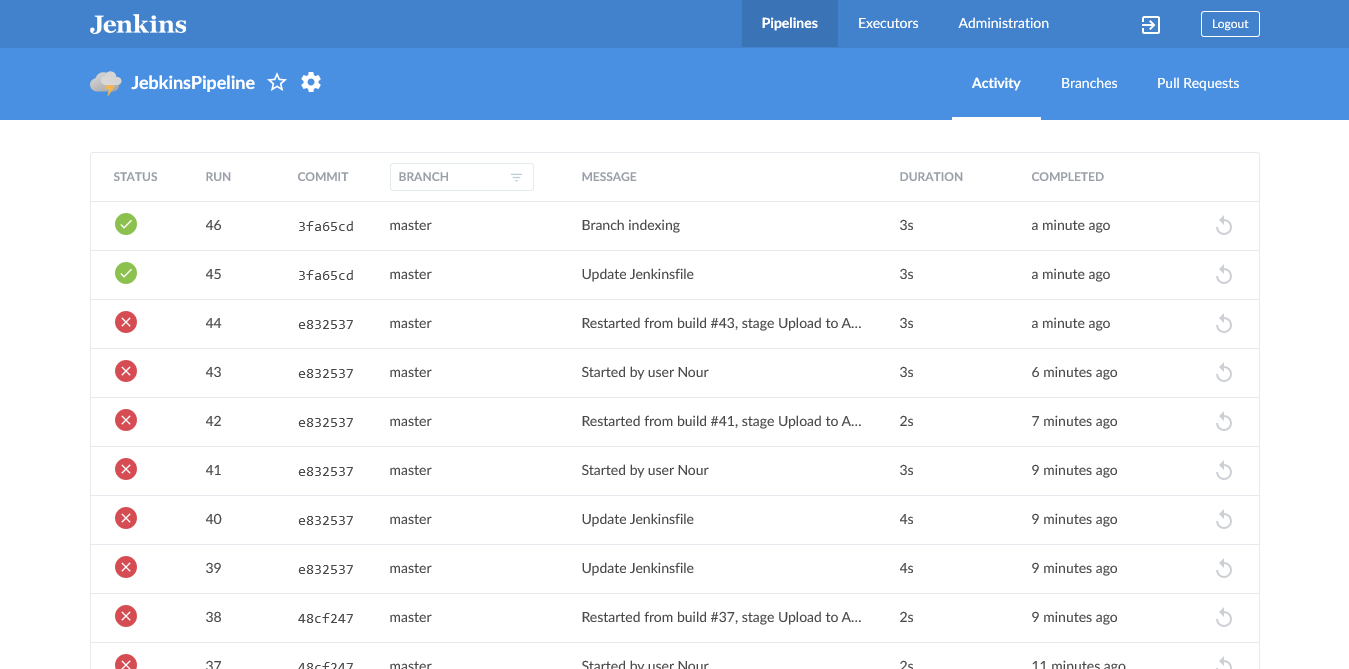 Jenkins Pipelines Executors Administration Logout
JebkinsPipeline Activity Branches Pull Requests
STATUS RUN COMMIT BRANCH MESSAGE DURATION COMPLETED
46 3fa65cd master Branch indexing 3s a minute ago
45 3fa65cd master Update Jenkinsfile 3s a minute ago
44 e832537 master Restarted from build #43, stage Upload to A... 3s a minute ago
43 e832537 master Started by user Nour 3s 6 minutes ago
42 e832537 master Restarted from build #41, stage Upload to A... 2s 7 minutes ago
41 e832537 master Started by user Nour 3s 9 minutes ago
40 e832537 master Update Jenkinsfile 4s 9 minutes ago
39 e832537 master Update Jenkinsfile 4s 9 minutes ago
38 48cf247 master Restarted from build #37, stage Upload to A... 2s 9 minutes ago
37 48cf247 master Started by user Nour 2s 11 minutes ago